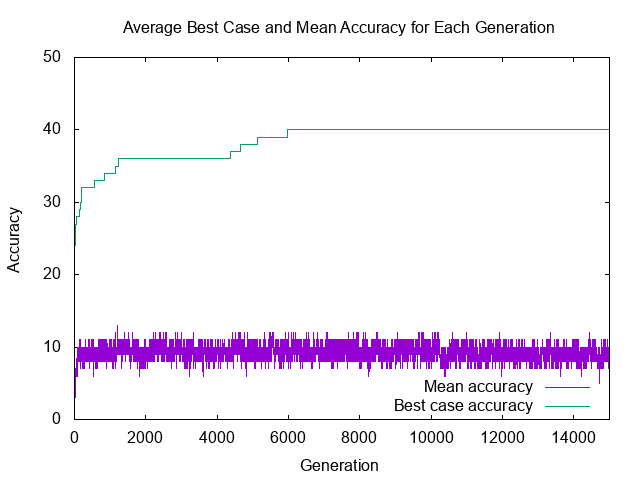 Average Best Case and Mean Accuracy for Each Generation
50
40
30
20
10
0
Accuracy
Mean accuracy
Best case accuracy
0 2000 4000 6000 8000 10000 12000 14000
Generation